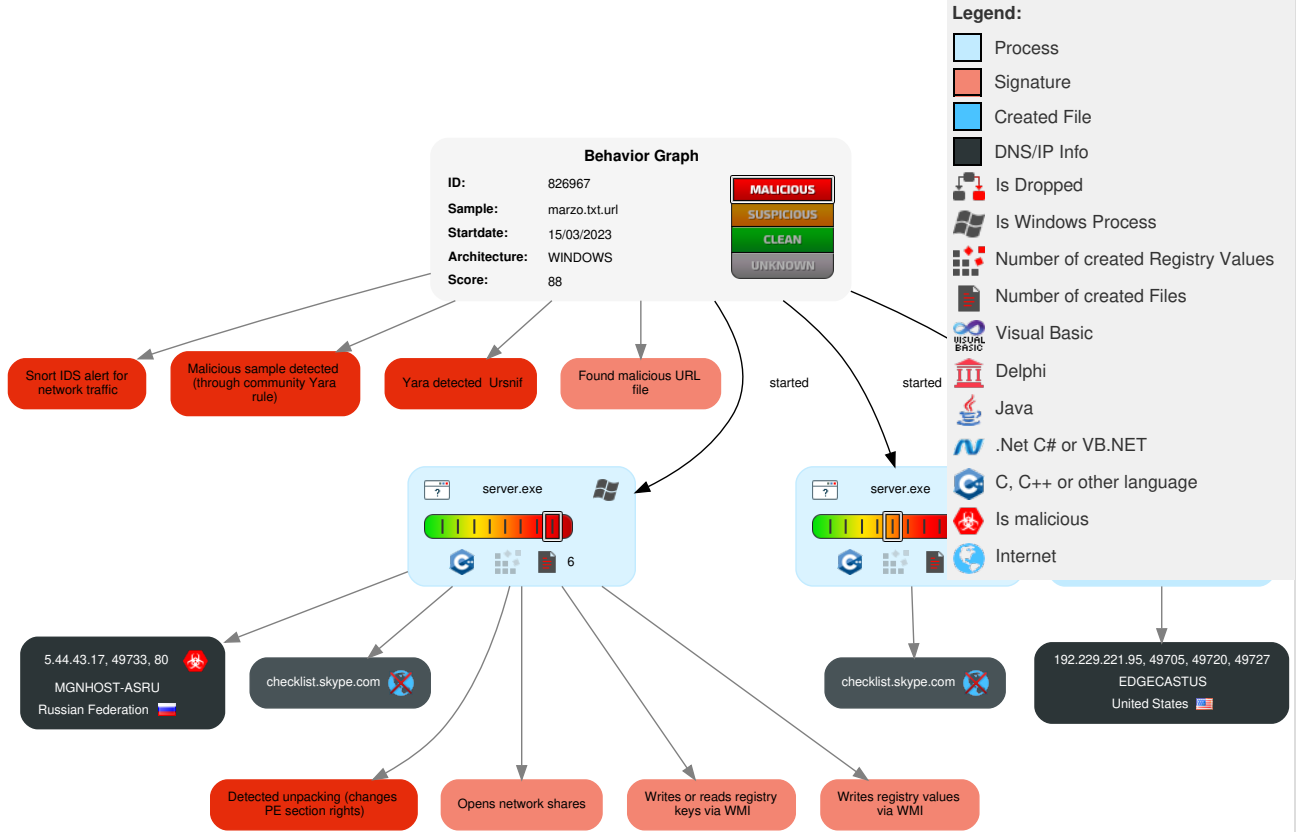 Legend:
Process
Signature
Created File
DNS/IP Info
Is Dropped
Is Windows Process
Number of created Registry Values
Number of created Files
VISUAL
BASIC
Visual Basic
Delphi
Java
.Net C# or VB.NET
C, C++ or other language
Is malicious
Internet
Behavior Graph
ID: 826967
Sample: marzo.txt.url
Startdate: 15/03/2023
Architecture: WINDOWS
Score: 88
MALICIOUS
SUSPICIOUS
CLEAN
UNKNOWN
Snort IDS alert for
network traffic
Malicious sample detected
(through community Yara
rule)
Yara detected Ursnif
Found malicious URL
file
started
started
? server.exe
6
? server.exe
5.44.43.17, 49733, 80
MGNHOST-ASRU
Russian Federation
checklist.skype.com
checklist.skype.com
192.229.221.95, 49705, 49720, 49727
EDGECASTUS
United States
Detected unpacking (changes
PE section rights)
Opens network shares
Writes or reads registry
keys via WMI
Writes registry values
via WMI